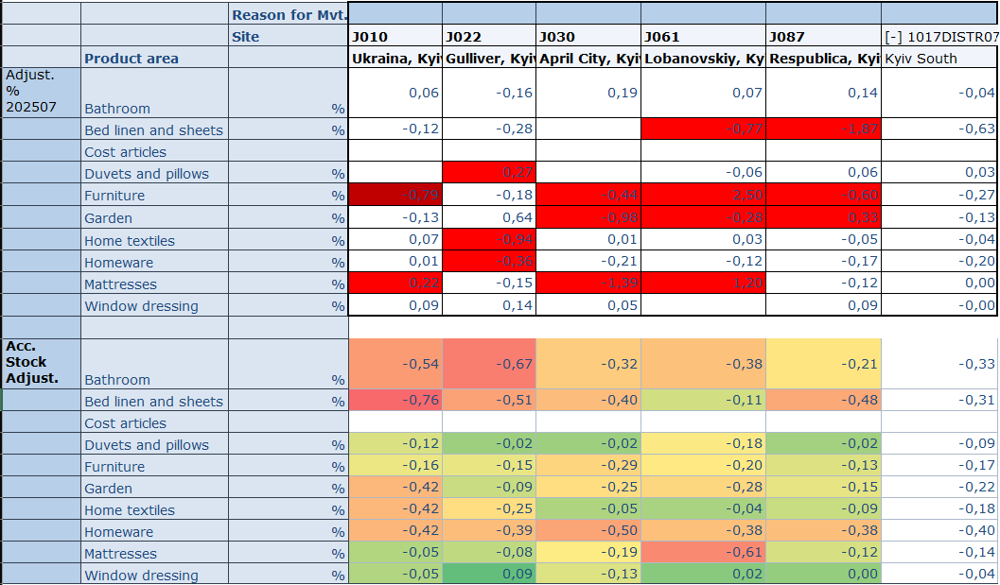 Reason for Mvt.
Site J010 J022 J030 J061 J087 [-] 1017DISTR07
Product area Ukraina, Kyi Gulliver, Kyi April City, Kyi Lobanovskiy, Ky Respublica, Kyi Kyiv South
Adjust.
%
202507
Bathroom % 0,06 -0,16 0,19 0,07 0,14 -0,04
Bed linen and sheets % -0,12 -0,28 -0,77 -1,87 -0,63
Cost articles
Duvets and pillows % 0,27 -0,06 0,06 0,03
Furniture % -0,79 -0,18 -0,44 2,50 -0,60 -0,27
Garden % -0,13 0,64 -0,98 -0,28 0,33 -0,13
Home textiles % 0,07 0,94 0,01 0,03 -0,05 -0,04
Homeware % 0,01 -0,36 -0,21 -0,12 -0,17 -0,20
Mattresses % 0,22 -0,15 1,39 1,20 -0,12 0,00
Window dressing % 0,09 0,14 0,05 0,09 -0,00
Acc.
Stock
Adjust.
Bathroom % -0,54 -0,67 -0,32 -0,38 -0,21 -0,33
Bed linen and sheets % -0,76 -0,51 -0,40 -0,11 -0,48 -0,31
Cost articles
Duvets and pillows % -0,12 -0,02 -0,02 -0,18 -0,02 -0,09
Furniture % -0,16 -0,15 -0,29 -0,20 -0,13 -0,17
Garden % -0,42 -0,09 -0,25 -0,28 -0,15 -0,22
Home textiles % -0,42 -0,25 -0,05 -0,04 -0,09 -0,18
Homeware % -0,42 -0,39 -0,50 -0,38 -0,38 -0,40
Mattresses % -0,05 -0,08 -0,19 -0,61 -0,12 -0,14
Window dressing % -0,05 0,09 -0,13 0,02 0,00 -0,04